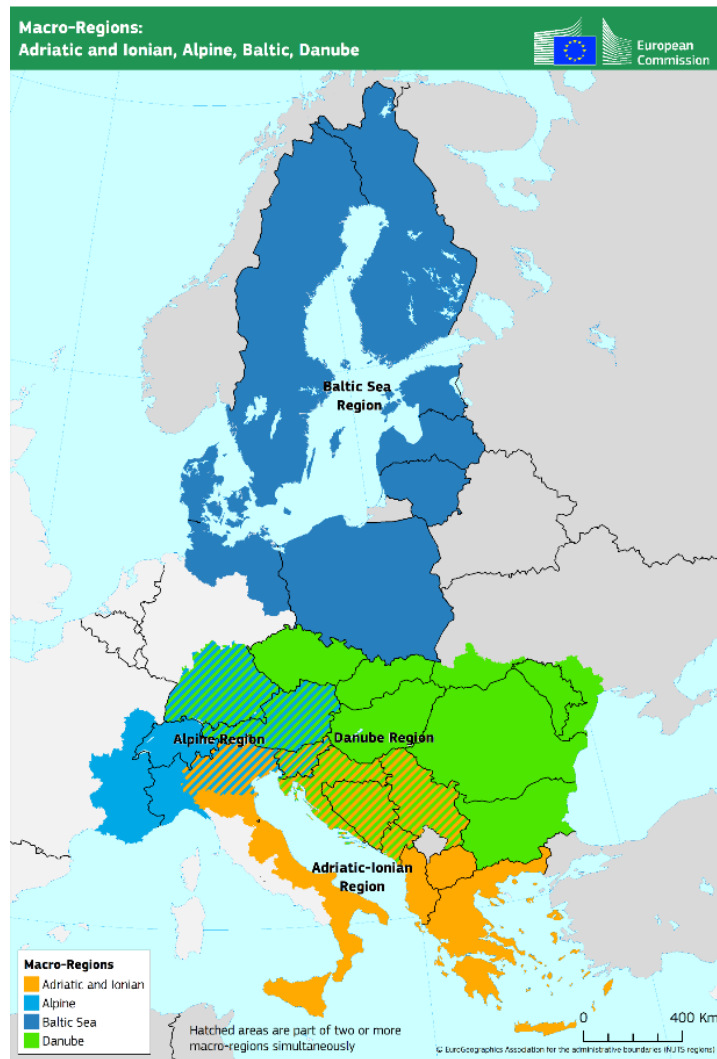 Macro-Regions:
Adriatic and Ionian, Alpine, Baltic, Danube
European
Commission
Baltic Sea
Region
Alpine Region
Danube Region
Adriatic-Ionian
Region
Macro-Regions
Adriatic and Ionian
Alpine
Baltic Sea
Danube
Hatched areas are part of two or more
macro-regions simultaneously
0 400 Km
© EuroGeographics Association for the administrative boundaries (NUTS regions)